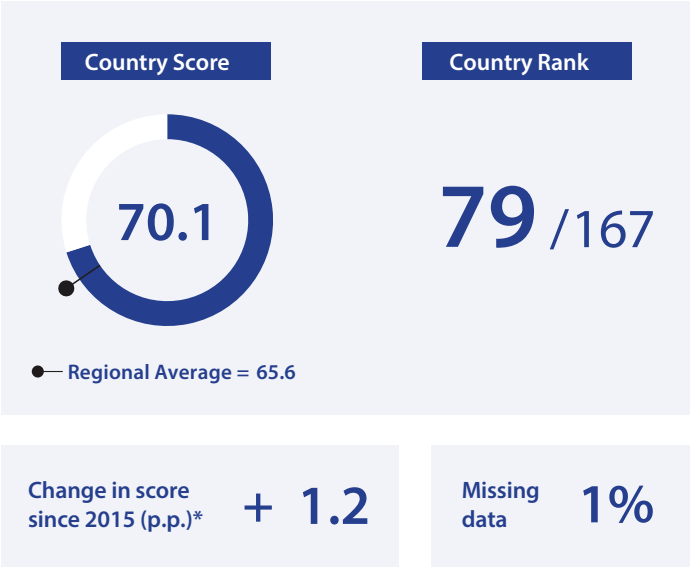 Country Score
Country Rank
70.1
79 /167
Regional Average = 65.6
Change in score
since 2015 (p.p.)*
+ 1.2
Missing
data
1%